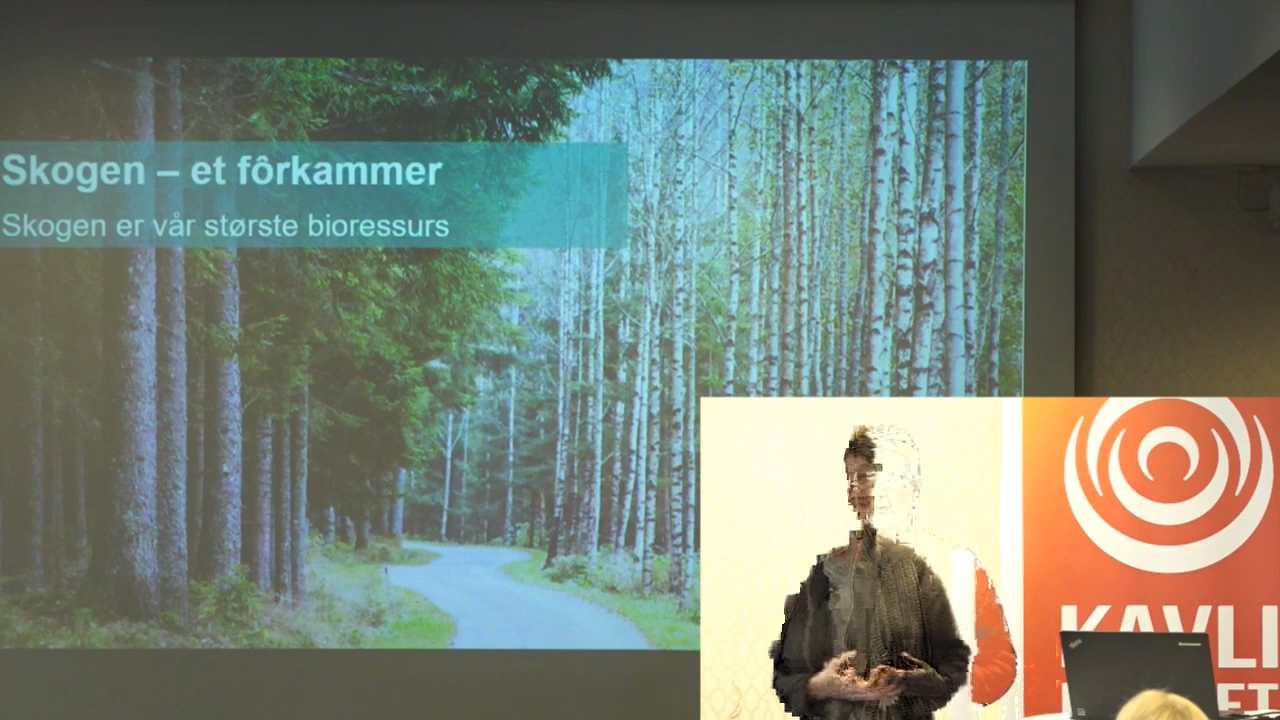 Skogen – et fôrkammer
Skogen er vår største bioressurs
KAVLI